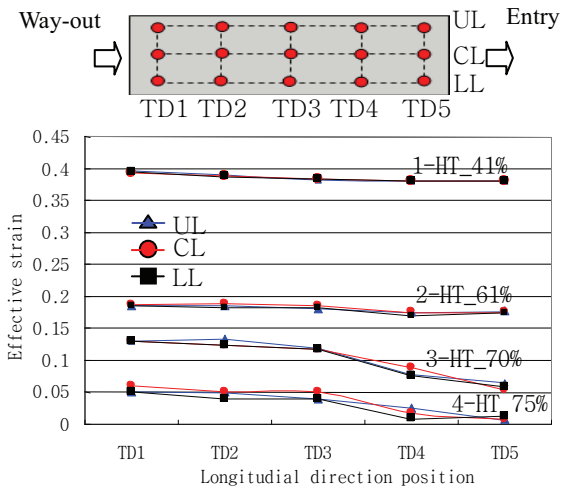 Way-out
Entry
UL
CL
LL
TD1 TD2 TD3 TD4 TD5
0.45
0.4
0.35
0.3
0.25
0.2
0.15
0.1
0.05
0
Effective strain
1-HT_41%
UL
CL
LL
2-HT_61%
3-HT_70%
4-HT_75%
TD1 TD2 TD3 TD4 TD5
Longitudial direction position